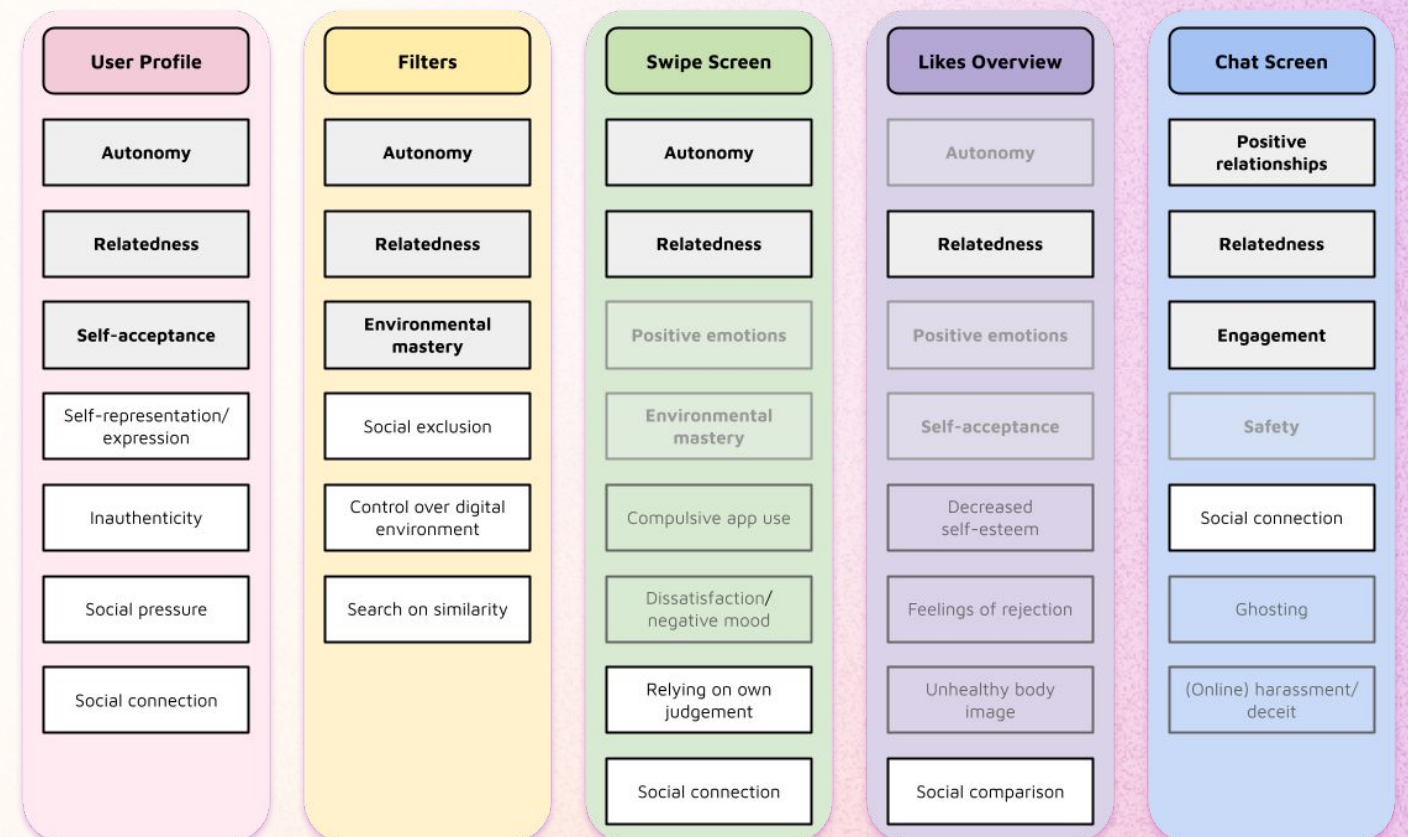 User Profile
Autonomy
Relatedness
Self-acceptance
Self-representation/
expression
Inauthenticity
Social pressure
Social connection
Filters
Autonomy
Relatedness
Environmental
mastery
Social exclusion
Control over digital
environment
Search on similarity
Swipe Screen
Autonomy
Relatedness
Positive emotions
Environmental
mastery
Compulsive app use
Dissatisfaction/
negative mood
Relying on own
judgement
Social connection
Likes Overview
Autonomy
Relatedness
Positive emotions
Self-acceptance
Decreased
self-esteem
Feelings of rejection
Unhealthy body
image
Social comparison
Chat Screen
Positive
relationships
Relatedness
Engagement
Safety
Social connection
Ghosting
(Online) harassment/
deceit